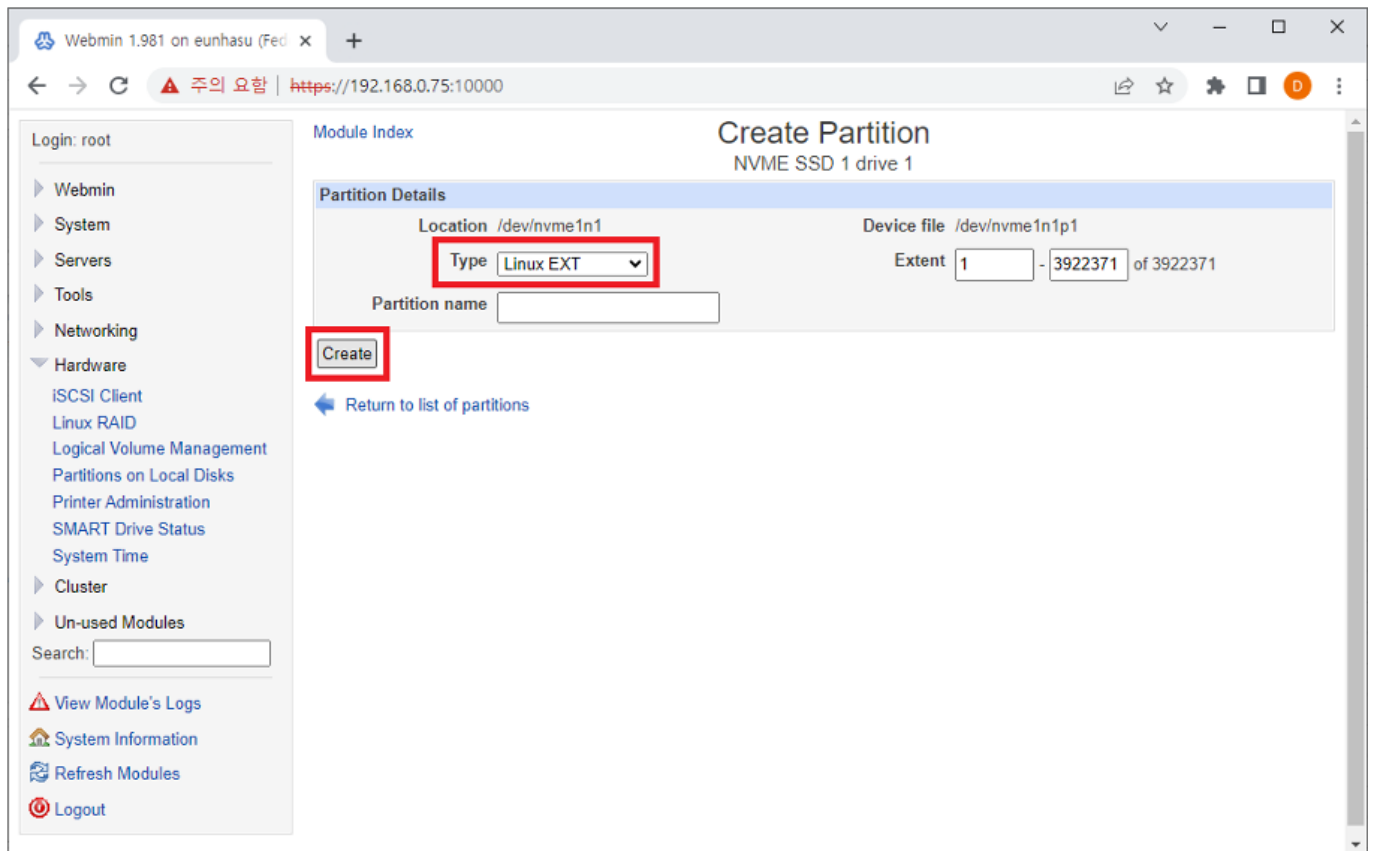 Webmin 1.981 on eunhasu (Fed
주의 요함 | https://192.168.0.75:10000
D
Login: root
Webmin
System
Servers
Tools
Networking
Hardware
iSCSI Client
Linux RAID
Logical Volume Management
Partitions on Local Disks
Printer Administration
SMART Drive Status
System Time
Cluster
Un-used Modules
Search:
View Module's Logs
System Information
Refresh Modules
Logout
Module Index
Create Partition
NVME SSD 1 drive 1
Partition Details
Location /dev/nvme1n1 Device file /dev/nvme1n1p1
Type Linux EXT Extent 1 - 3922371 of 3922371
Partition name
Create
Return to list of partitions